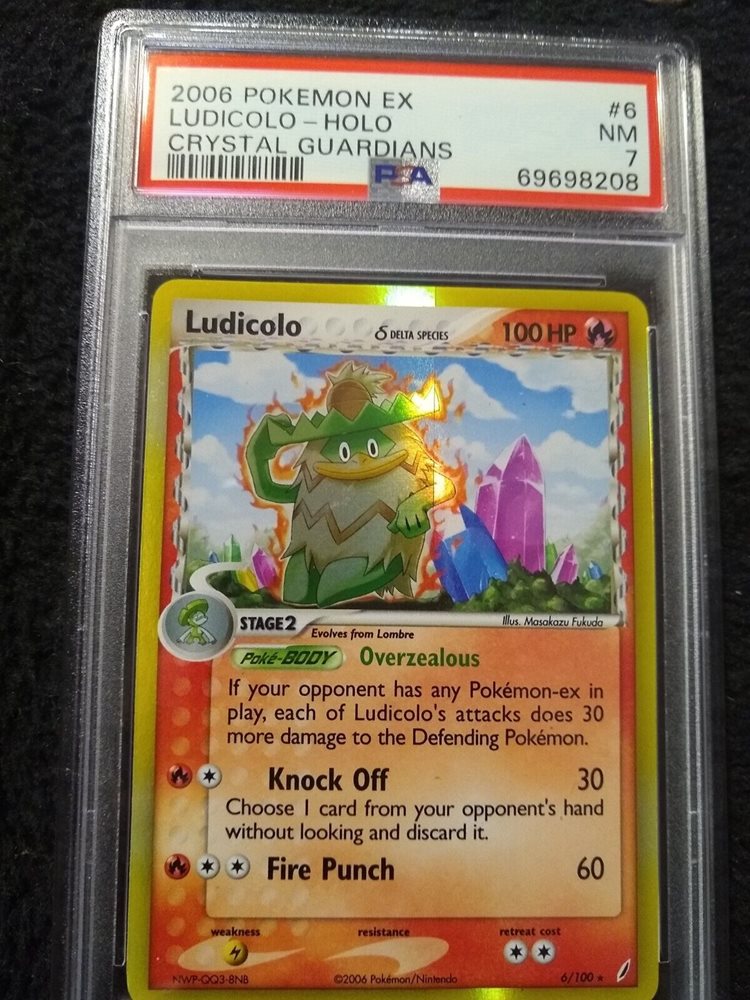 2006 POKEMON EX #6
LUDICOLO - HOLO NM
CRYSTAL GUARDIANS 7
PSA 69698208
Ludicolo δ DELTA SPECIES 100 HP
STAGE 2 Illus. Masakazu Fukuda
Evolves from Lombre
Poké-BODY Overzealous
If your opponent has any Pokémon-ex in
play, each of Ludicolo's attacks does 30
more damage to the Defending Pokémon.
Knock Off 30
Choose 1 card from your opponent's hand
without looking and discard it.
Fire Punch 60
weakness resistance retreat cost
NWP-QQ3-8NB ©2006 Pokémon/Nintendo 6/100 ★